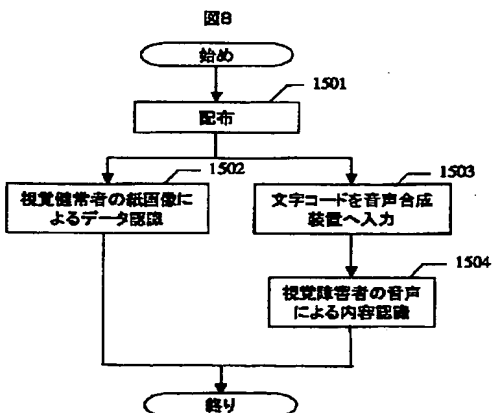 図8
始め
1501
配布
1502
1503
視覚健常者の紙画像に
よるデータ認識
文字コードを音声合成
装置へ入力
1504
視覚障害者の音声
による内容認識
終り